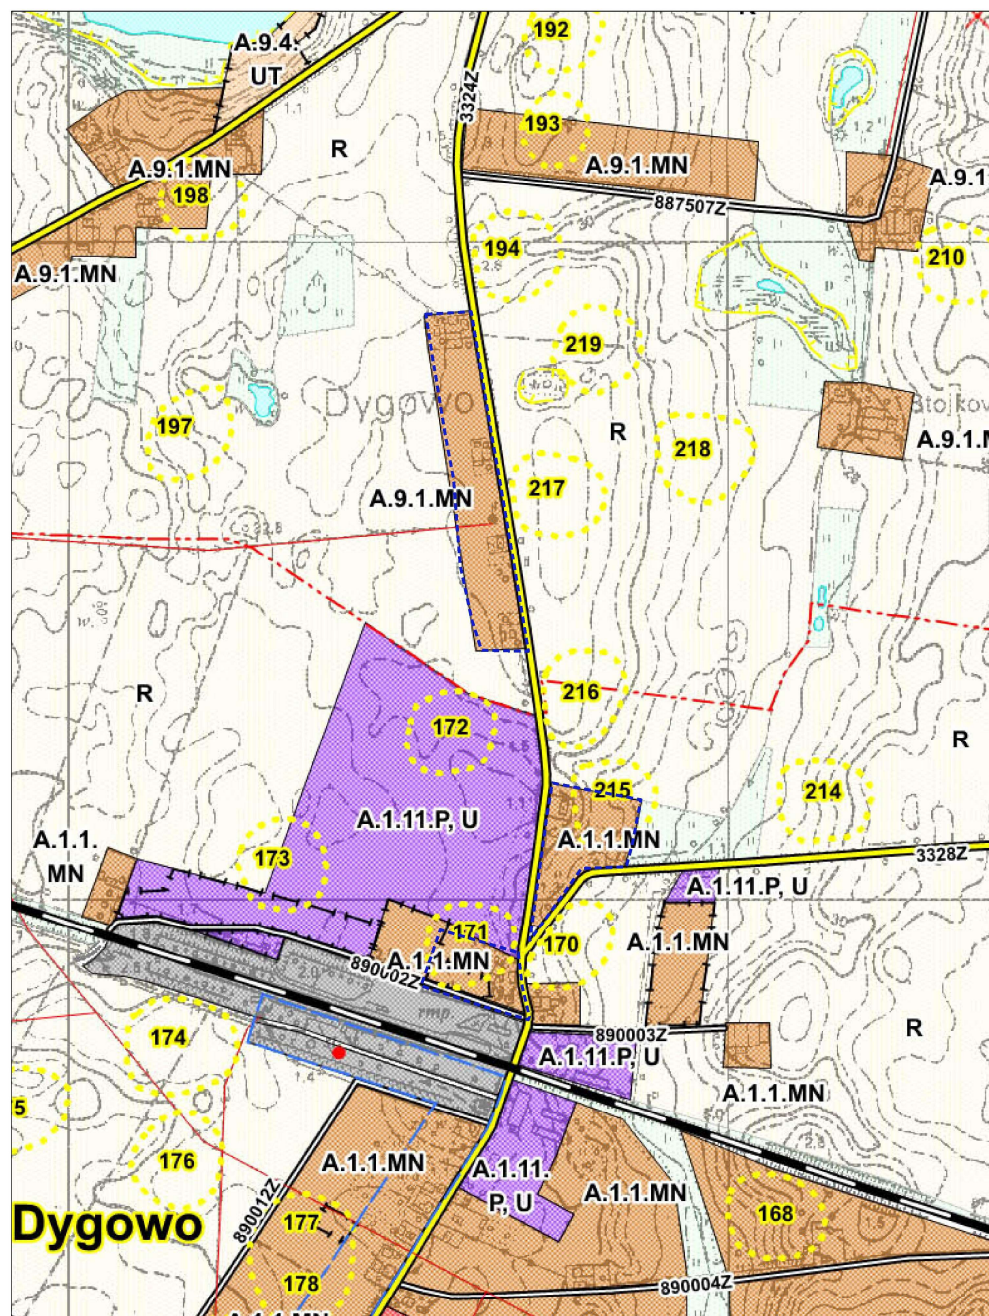 192
R
A.9.4.
UT
3324Z
193
R
A.9.1.MN
A.9.1.MN
A.9.1
198
887507Z
194
210
A.9.1.MN
219
Dygowo
197
R
218
A.9.1.M
217
A.9.1.MN
216
R
172
R
214
215
A.1.11.P, U
A.1.1.MN
A.1.1.
MN
173
3328Z
A.1.11.P, U
171
170
A.1.1.MN
A.1.1.MN
890002Z
rmp
R
890003Z
174
A.1.11.P, U
A.1.1.MN
5
176
A.1.1.MN
A.1.11.
P, U
A.1.1.MN
890012Z
Dygowo
177
168
178
890004Z
A.1.1.MN